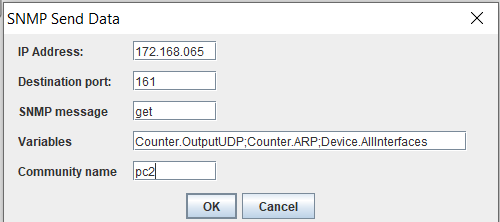 SNMP Send Data
IP Address: 172.168.065
Destination port: 161
SNMP message get
Variables Counter.OutputUDP;Counter.ARP;Device.AllInterfaces
Community name pc2
OK Cancel